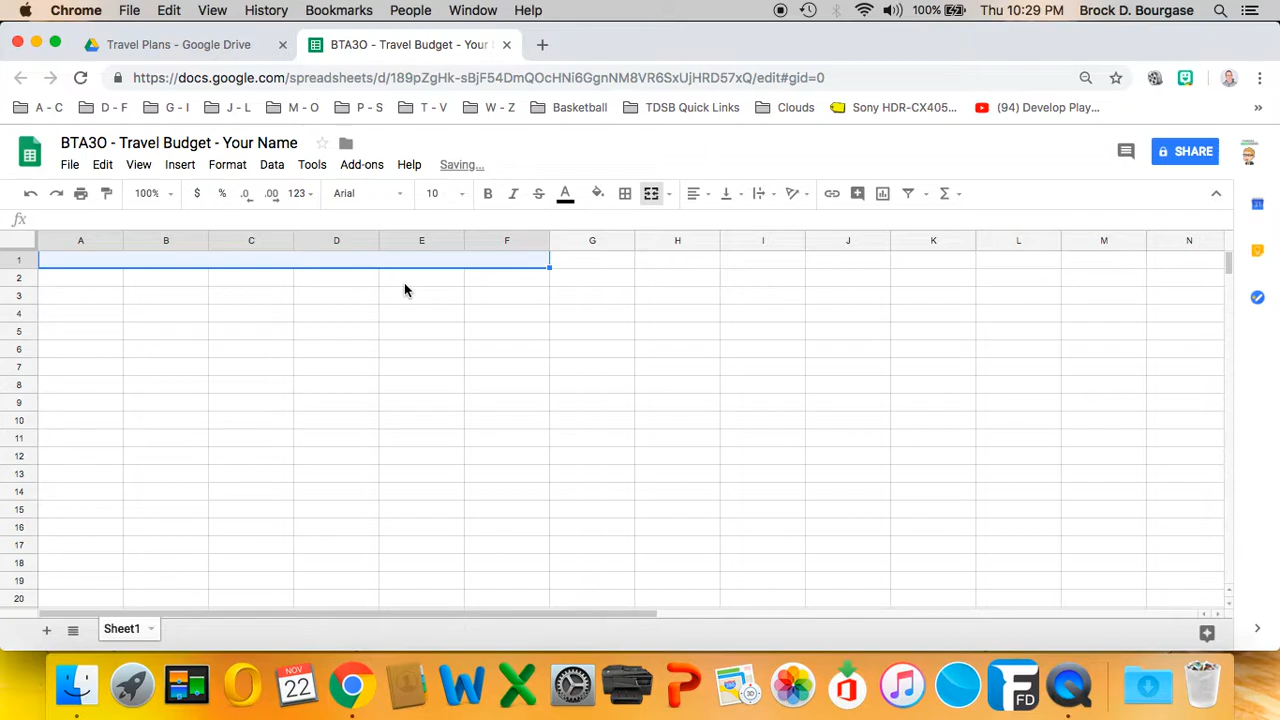 Chrome File Edit View History Bookmarks People Window Help 100% Thu 10:29 PM Brock D. Bourgase
Travel Plans - Google Drive BTA3O - Travel Budget - Your
https://docs.google.com/spreadsheets/d/189pZgHk-sBjF54DmQOcHNi6GgnNM8VR6SxUjHRD57xQ/edit#gid=0
A - C D - F G - I J - L M - O P - S T - V W - Z Basketball TDSB Quick Links Clouds Sony HDR-CX405... (94) Develop Play... »
BTA3O - Travel Budget - Your Name
File Edit View Insert Format Data Tools Add-ons Help Saving...
SHARE
100% $ % .0 .00 123 Arial 10 B I S A Σ
fx
A B C D E F G H I J K L M N
1
2
3
4
5
6
7
8
9
10
11
12
13
14
15
16
17
18
19
20
Sheet1
NOV
22
FD